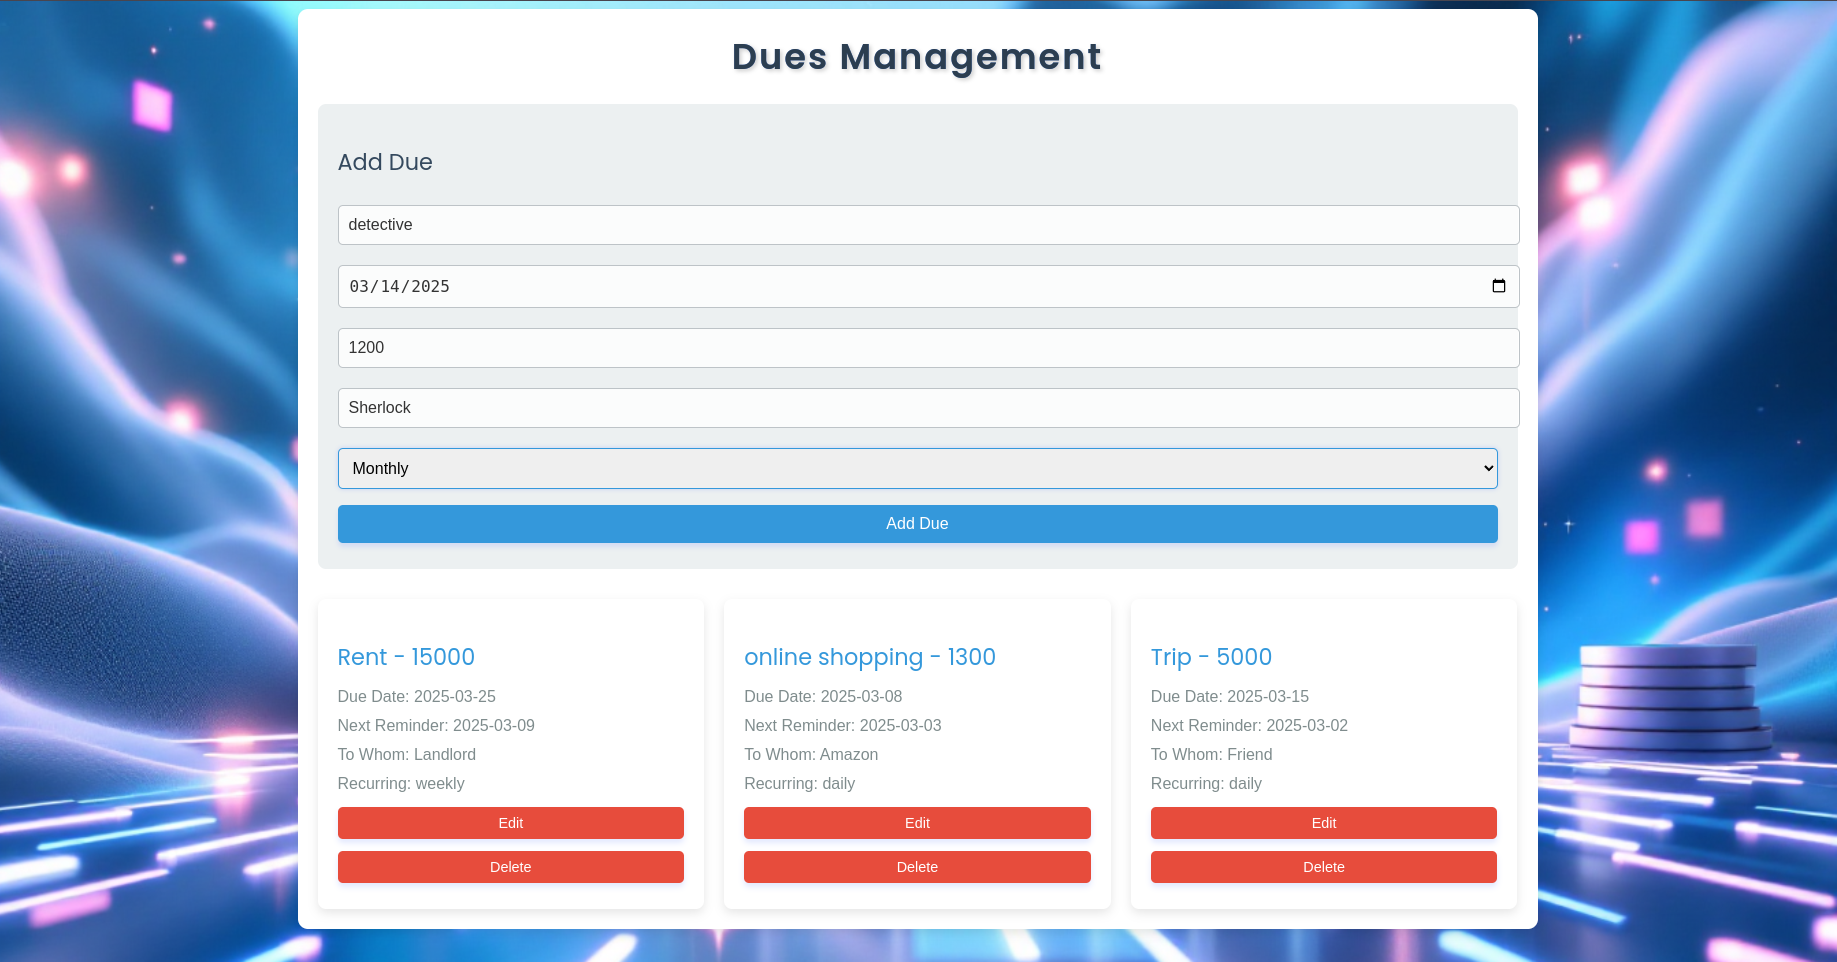 Dues Management
Add Due
detective
03/14/2025
1200
Sherlock
Monthly
Add Due
Rent - 15000
Due Date: 2025-03-25
Next Reminder: 2025-03-09
To Whom: Landlord
Recurring: weekly
Edit
Delete
online shopping - 1300
Due Date: 2025-03-08
Next Reminder: 2025-03-03
To Whom: Amazon
Recurring: daily
Edit
Delete
Trip - 5000
Due Date: 2025-03-15
Next Reminder: 2025-03-02
To Whom: Friend
Recurring: daily
Edit
Delete